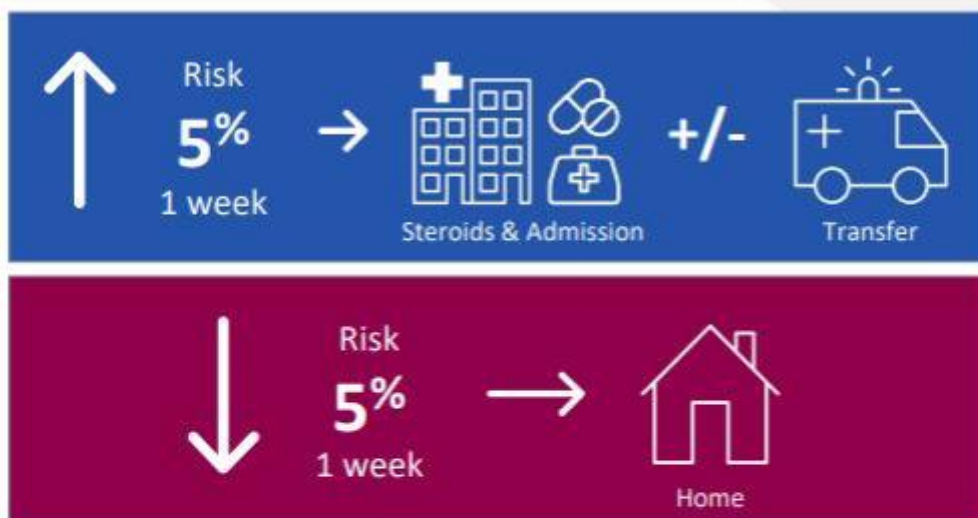 Risk
5%
1 week
+/-
Steroids & Admission
Transfer
Risk
5%
1 week
Home